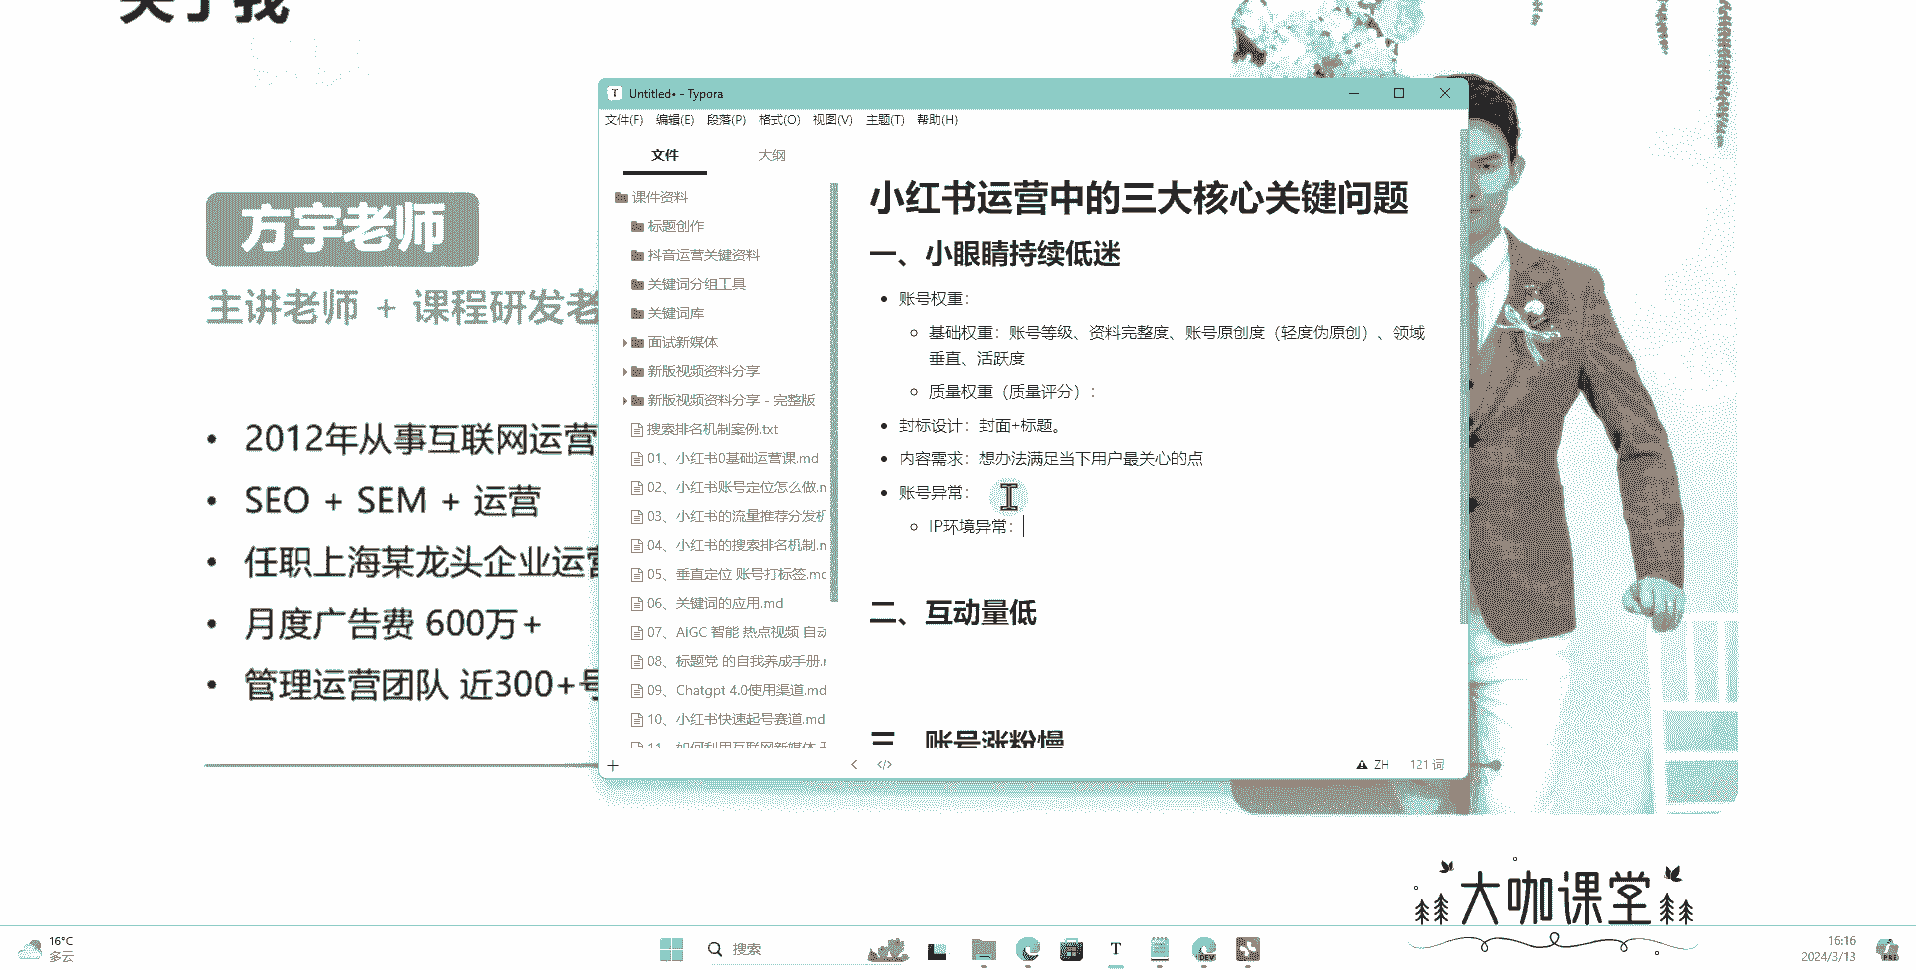 关于我
方宇老师
主讲老师 + 课程研发老
2012年从事互联网运营
SEO + SEM + 运营
任职上海某龙头企业运营
月度广告费 600万+
管理运营团队 近300+号
Untitled• - Typora
文件(F) 编辑(E) 段落(P) 格式(O) 视图(V) 主题(T) 帮助(H)
文件 大纲
课件资料
标题创作
抖音运营关键资料
关键词分组工具
关键词库
面试新媒体
新版视频资料分享
新版视频资料分享 - 完整版
搜索排名机制案例.txt
01、小红书0基础运营课.md
02、小红书账号定位怎么做.n
03、小红书的流量推荐分发机
04、小红书的搜索排名机制.n
05、垂直定位 账号打标签.mc
06、关键词的应用.md
07、AIGC 智能 热点视频 自动
08、标题党 的自我养成手册.r
09、Chatgpt 4.0使用渠道.md
10、小红书快速起号赛道.md
11、如何利用互联网新媒体
小红书运营中的三大核心关键问题
一、小眼睛持续低迷
账号权重：
基础权重：账号等级、资料完整度、账号原创度（轻度伪原创）、领域
垂直、活跃度
质量权重（质量评分）：
封标设计：封面+标题。
内容需求：想办法满足当下用户最关心的点
账号异常：
IP环境异常：
二、互动量低
三、账号涨粉慢
ZH 121 词
大咖课堂
16°C
多云
搜索
DEV
16:16
2024/3/13
PRE